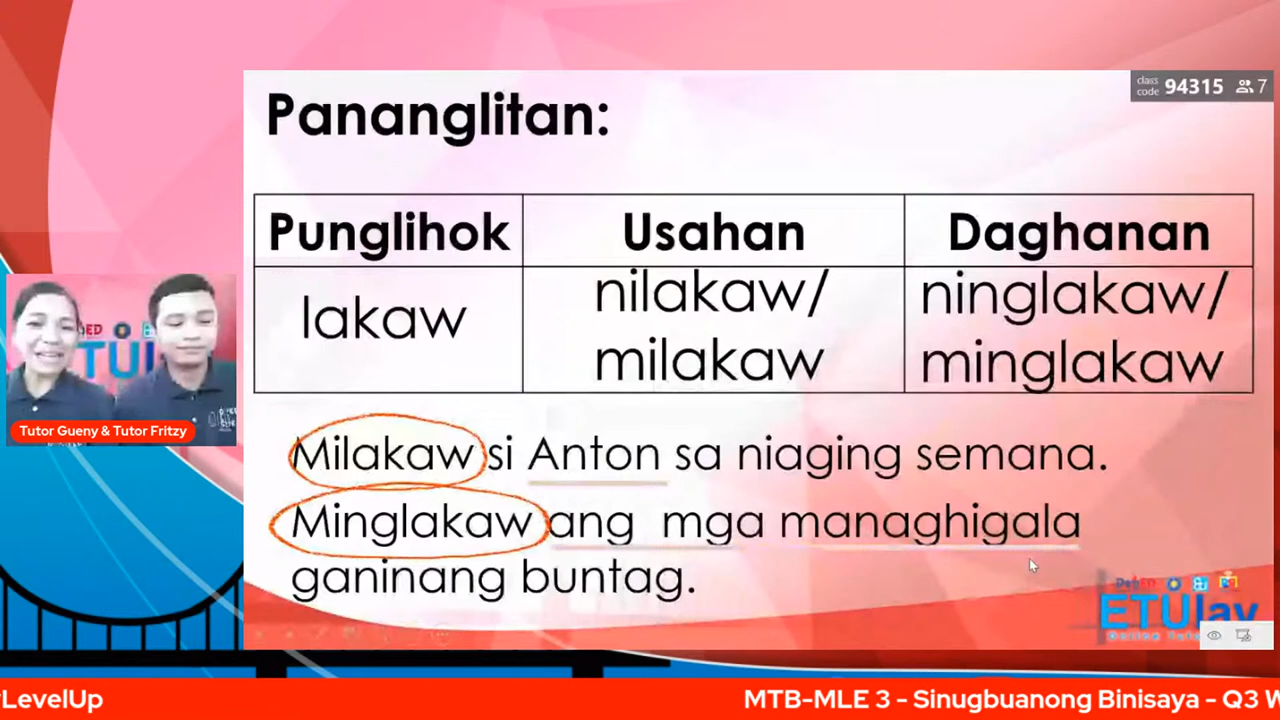 Pananglitan:
class code 94315 7
Punglihok Usahan Daghanan
lakaw nilakaw/ milakaw ninglakaw/ minglakaw
Milakaw si Anton sa niaging semana.
Minglakaw ang mga managhigala
ganinang buntag.
Tutor Gueny & Tutor Fritzy
ETUlay
LevelUp
MTB-MLE 3 - Sinugbuanong Binisaya - Q3 W